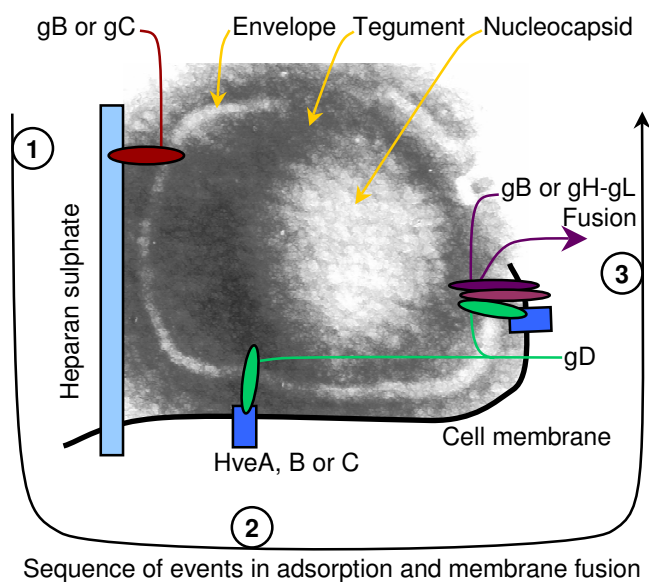 gB or gC
Envelope
Tegument
Nucleocapsid
1
Heparan sulphate
gB or gH-gL
Fusion
3
gD
Cell membrane
HveA, B or C
2
Sequence of events in adsorption and membrane fusion